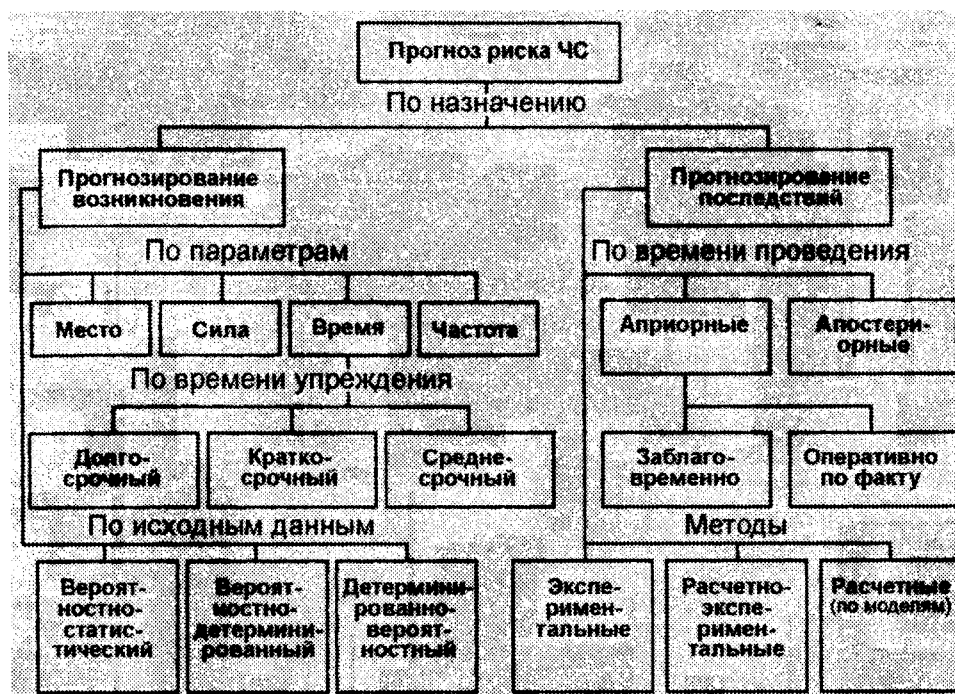 Прогноз риска ЧС
По назначению
Прогнозирование
возникновения
Прогнозирование
последствий
По параметрам
По времени проведения
Место
Сила
Время
Частота
Априорные
Апостери-
орные
По времени упреждения
Долго-
срочный
Кратко-
срочный
Средне-
срочный
Заблаго-
временно
Оперативно
по факту
По исходным данным
Методы
Вероят-
ностно-
статис-
тический
Вероят-
ностно-
детермини-
рованный
Детермини-
рованно-
вероят-
ностный
Экспе-
римен-
тальные
Расчетно-
экспе-
римен-
тальные
Расчетные
(по моделям)